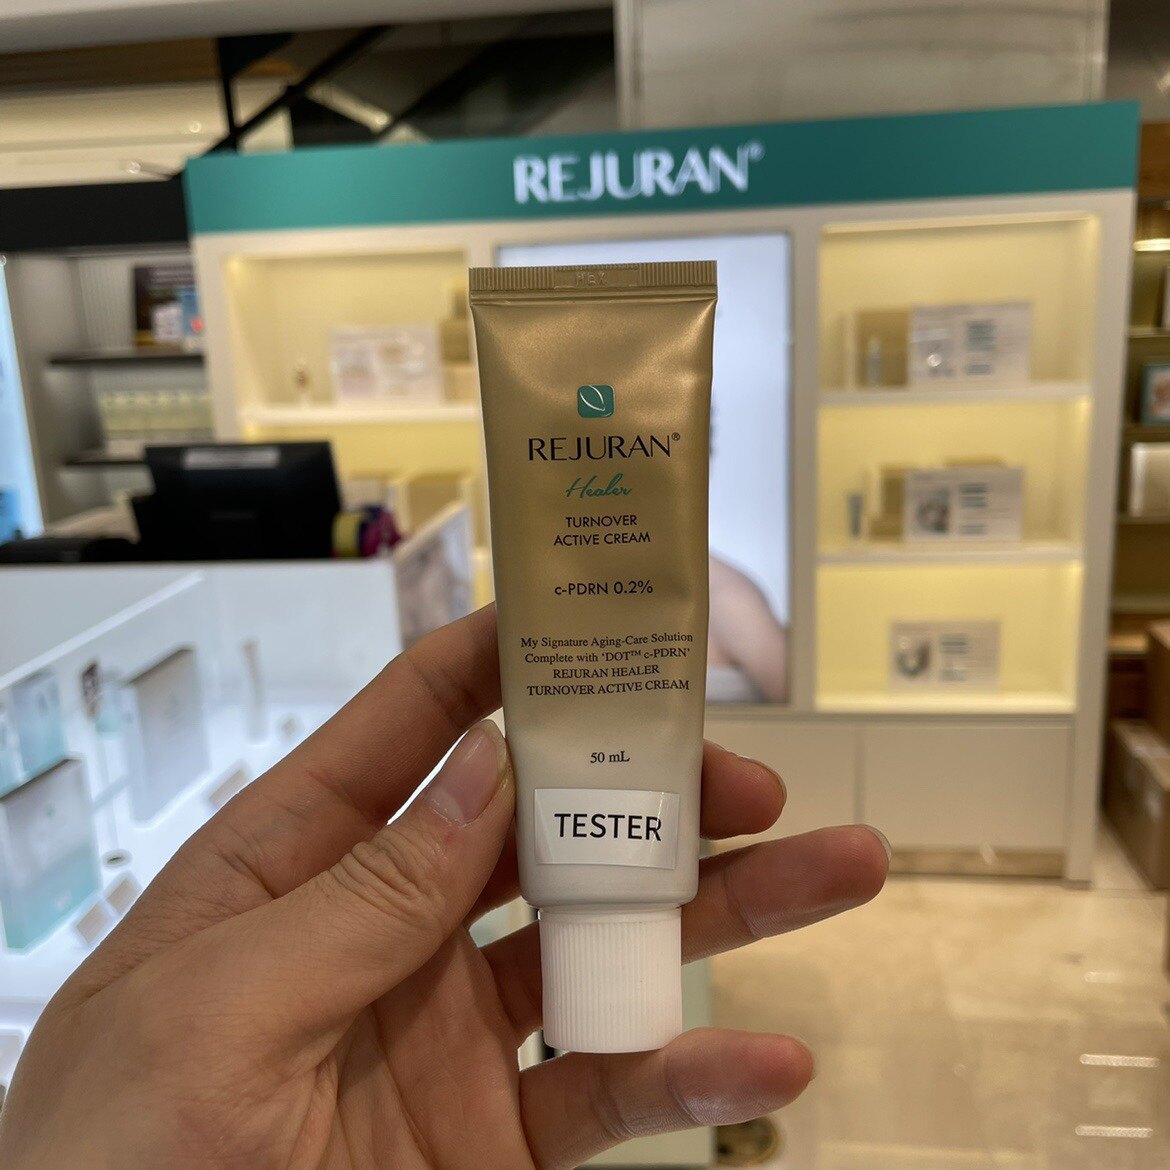 REJURAN®
REJURAN®
Healer
TURNOVER
ACTIVE CREAM
c-PDRN 0.2%
My Signature Aging-Care Solution
Complete with 'DOT™ c-PDRN'
REJURAN HEALER
TURNOVER ACTIVE CREAM
50 mL
TESTER